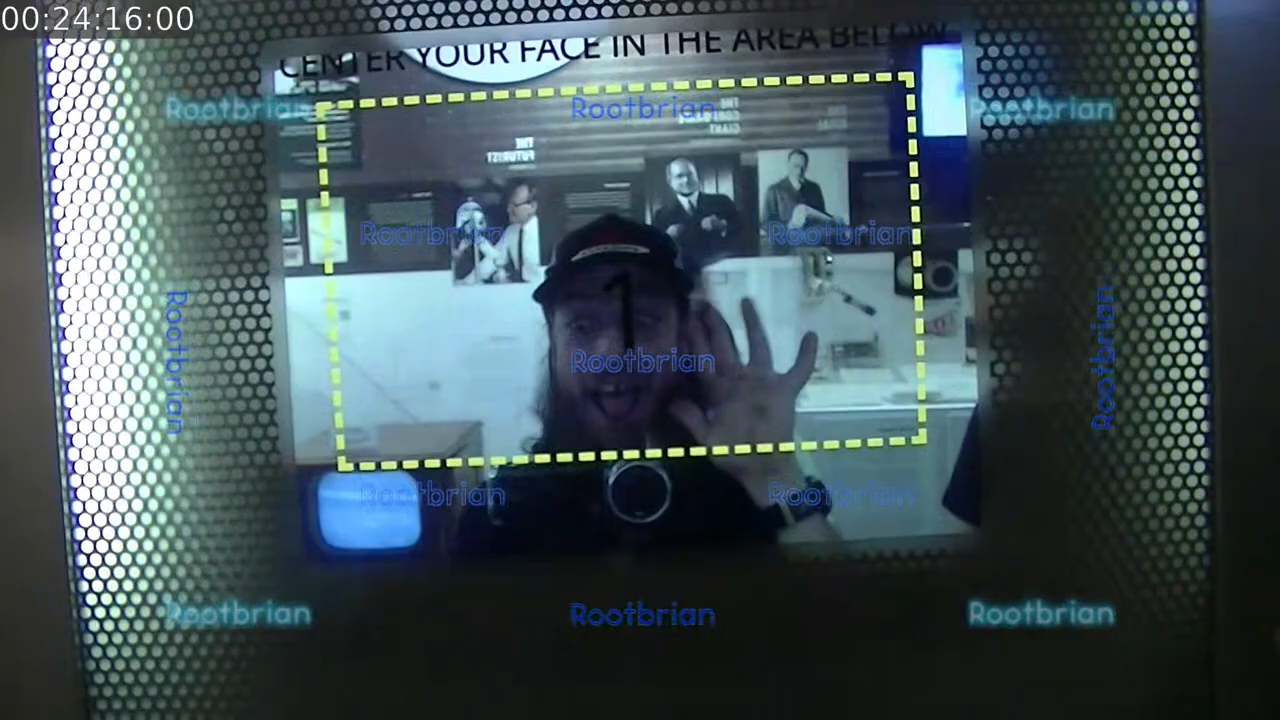 00:24:16:00
CENTER YOUR FACE IN THE AREA BELOW
Rootbrian Rootbrian Rootbrian
THE
FUTURIST
Rootbrian Rootbrian
1
Rootbrian Rootbrian Rootbrian
Rootbrian Rootbrian
Rootbrian Rootbrian Rootbrian